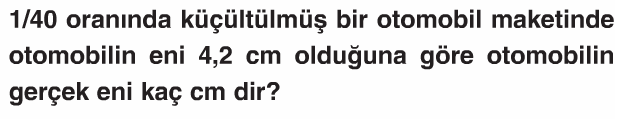 1/40 oranında küçültülmüş bir otomobil maketinde
otomobilin eni 4,2 cm olduğuna göre otomobilin
gerçek eni kaç cm dir?